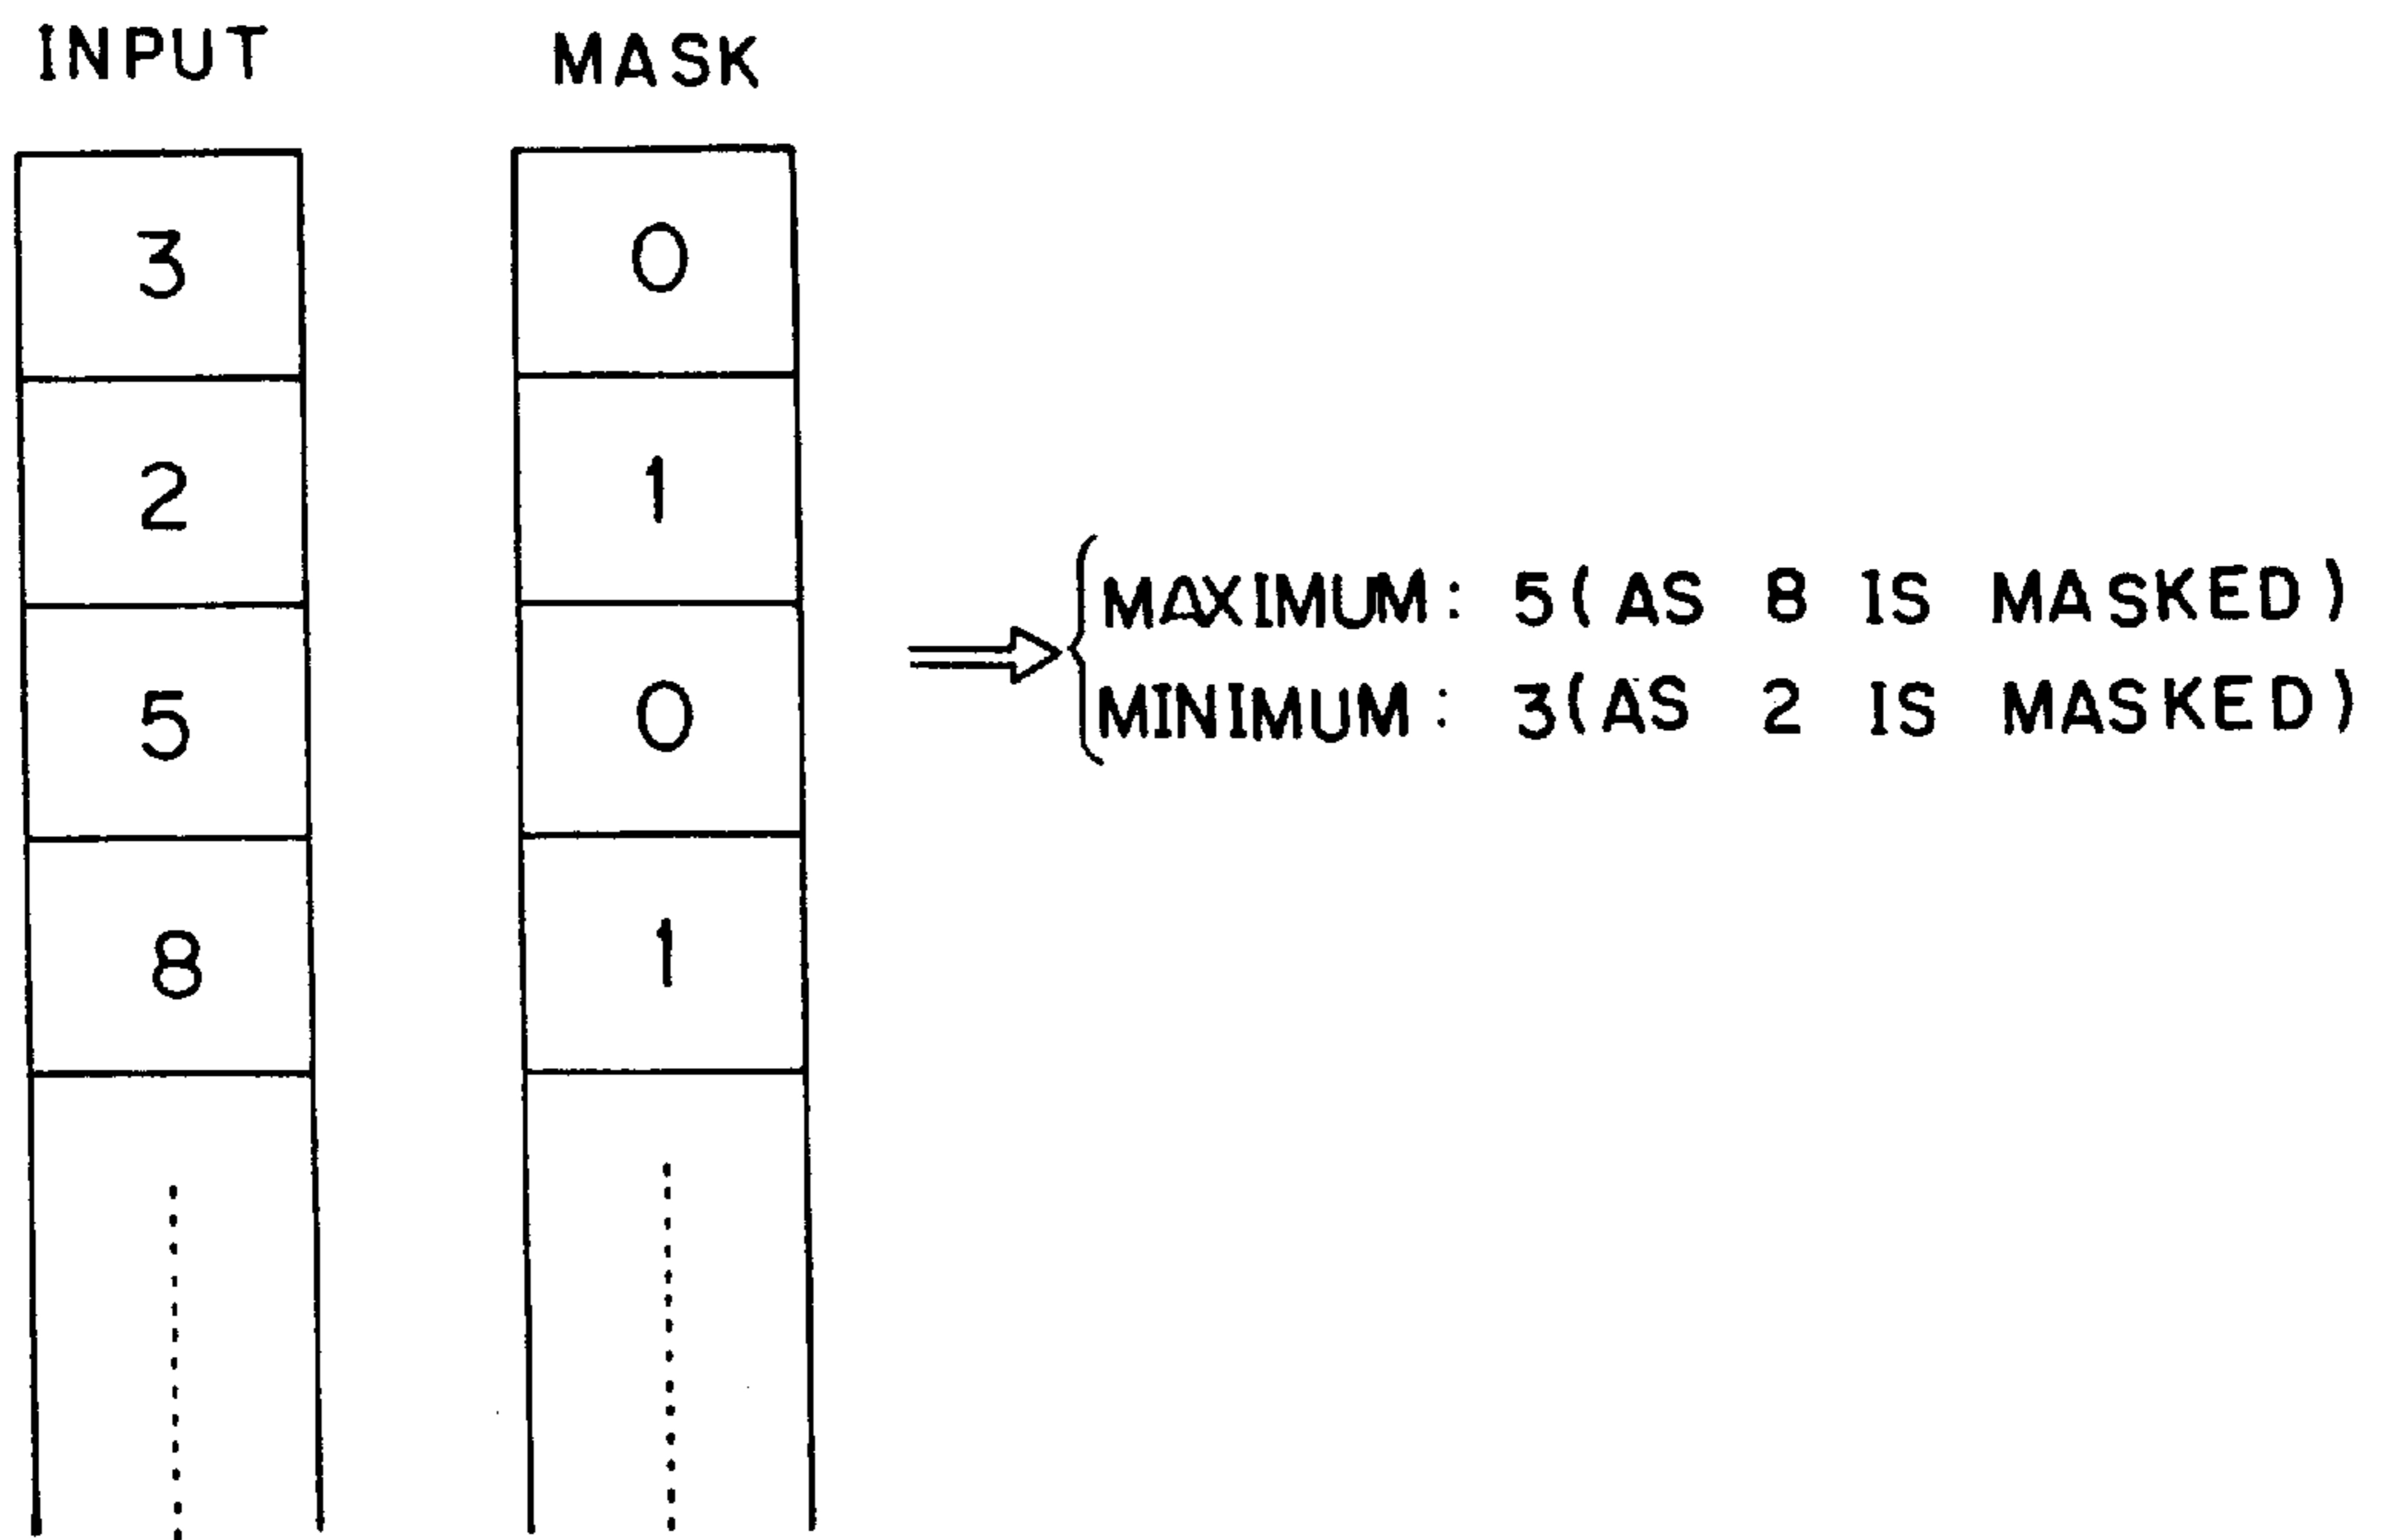 INPUT MASK
3 0
2 1
MAXIMUM: 5(AS 8 IS MASKED)
MINIMUM: 3(AS 2 IS MASKED)
5 0
8 1